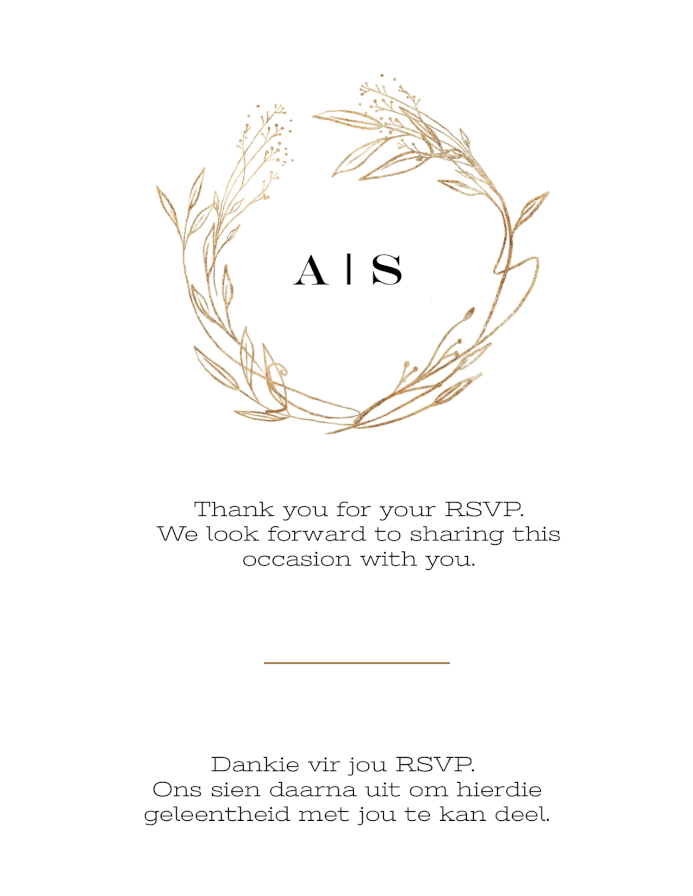 A | S
Thank you for your RSVP.
We look forward to sharing this
occasion with you.
Dankie vir jou RSVP.
Ons sien daarna uit om hierdie
geleentheid met jou te kan deel.